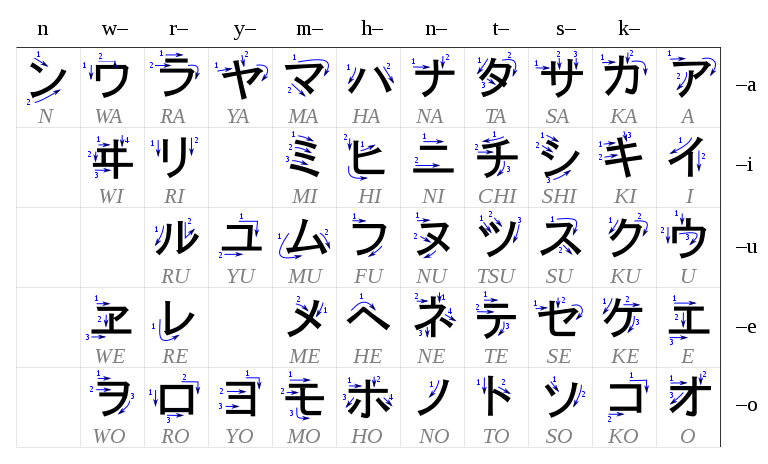 n w– r– y– m– h– n– t– s– k–
ン ワ ラ ヤ マ ハ ナ タ サ カ ア –a
N WA RA YA MA HA NA TA SA KA A
ヰ リ ミ ヒ ニ チ シ キ イ –i
WI RI MI HI NI CHI SHI KI I
ル ユ ム フ ヌ ツ ス ク ウ –u
RU YU MU FU NU TSU SU KU U
ヱ レ メ ヘ ネ テ セ ケ エ –e
WE RE ME HE NE TE SE KE E
ヲ ロ ヨ モ ホ ノ ト ソ コ オ –o
WO RO YO MO HO NO TO SO KO O